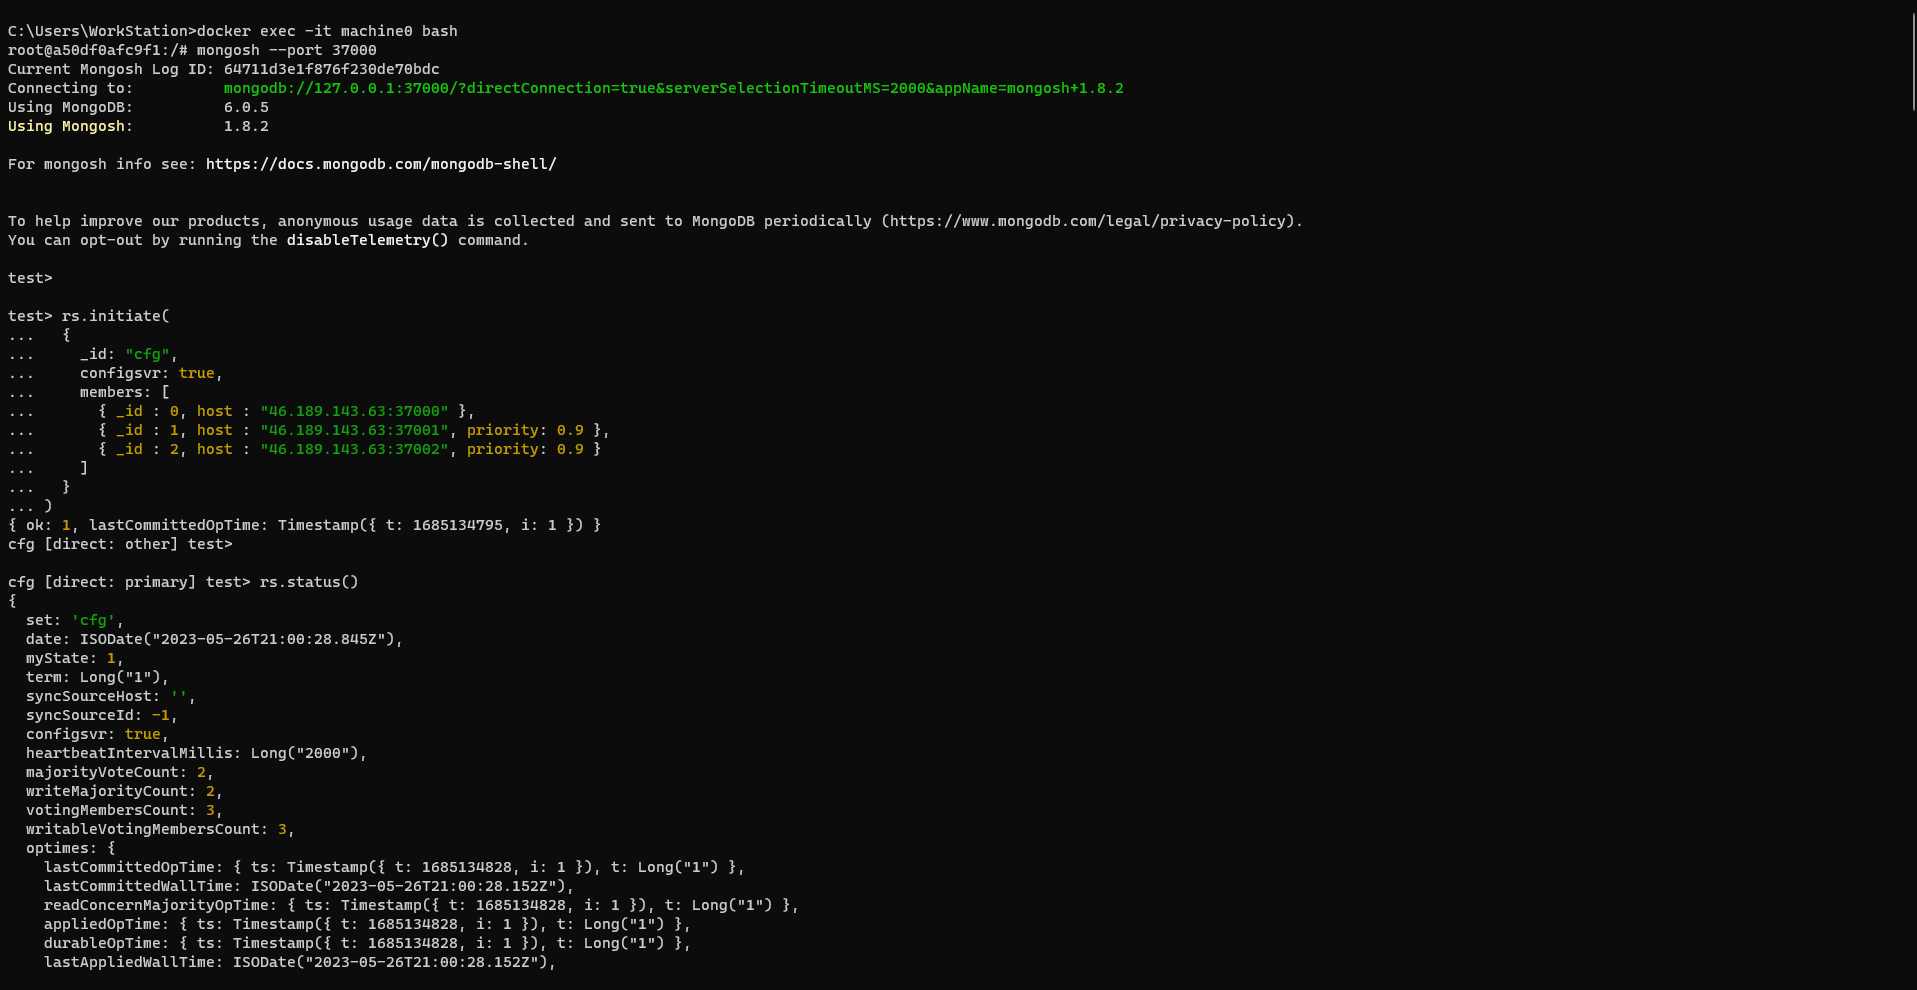 C:\Users\WorkStation>docker exec -it machine0 bash
root@a50df0afc9f1:/# mongosh --port 37000
Current Mongosh Log ID: 64711d3e1f876f230de70bdc
Connecting to:          mongodb://127.0.0.1:37000/?directConnection=true&serverSelectionTimeoutMS=2000&appName=mongosh+1.8.2
Using MongoDB:          6.0.5
Using Mongosh:          1.8.2
For mongosh info see: https://docs.mongodb.com/mongodb-shell/
To help improve our products, anonymous usage data is collected and sent to MongoDB periodically (https://www.mongodb.com/legal/privacy-policy).
You can opt-out by running the disableTelemetry() command.
test>
test> rs.initiate(
...   {
...     _id: "cfg",
...     configsvr: true,
...     members: [
...       { _id : 0, host : "46.189.143.63:37000" },
...       { _id : 1, host : "46.189.143.63:37001", priority: 0.9 },
...       { _id : 2, host : "46.189.143.63:37002", priority: 0.9 }
...     ]
...   }
... )
{ ok: 1, lastCommittedOpTime: Timestamp({ t: 1685134795, i: 1 }) }
cfg [direct: other] test>
cfg [direct: primary] test> rs.status()
{
  set: 'cfg',
  date: ISODate("2023-05-26T21:00:28.845Z"),
  myState: 1,
  term: Long("1"),
  syncSourceHost: '',
  syncSourceId: -1,
  configsvr: true,
  heartbeatIntervalMillis: Long("2000"),
  majorityVoteCount: 2,
  writeMajorityCount: 2,
  votingMembersCount: 3,
  writableVotingMembersCount: 3,
  optimes: {
    lastCommittedOpTime: { ts: Timestamp({ t: 1685134828, i: 1 }), t: Long("1") },
    lastCommittedWallTime: ISODate("2023-05-26T21:00:28.152Z"),
    readConcernMajorityOpTime: { ts: Timestamp({ t: 1685134828, i: 1 }), t: Long("1") },
    appliedOpTime: { ts: Timestamp({ t: 1685134828, i: 1 }), t: Long("1") },
    durableOpTime: { ts: Timestamp({ t: 1685134828, i: 1 }), t: Long("1") },
    lastAppliedWallTime: ISODate("2023-05-26T21:00:28.152Z"),